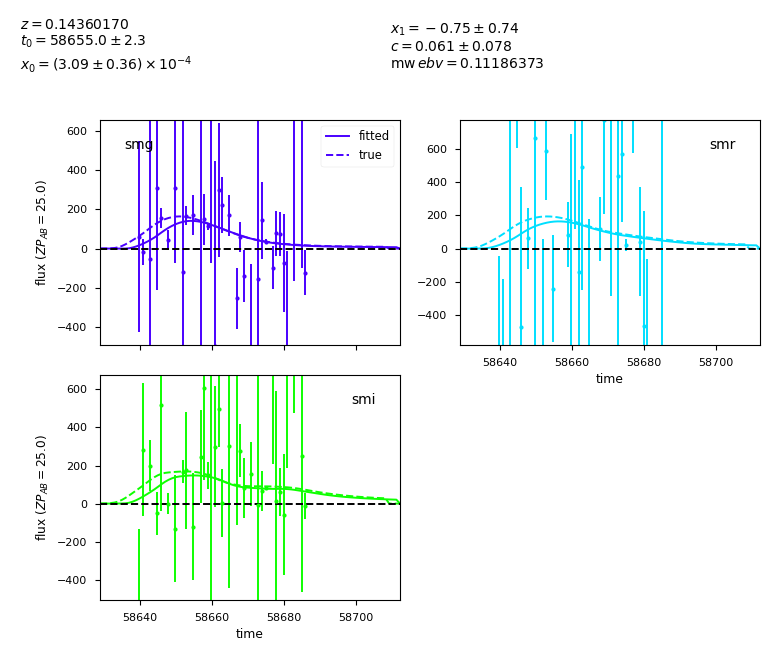 z = 0.14360170
t₀ = 58655.0 ± 2.3
x₀ = (3.09 ± 0.36) × 10⁻⁴
x₁ = −0.75 ± 0.74
c = 0.061 ± 0.078
mw ebv = 0.11186373
smg
fitted
true
600
400
200
0
−200
−400
flux (ZP_AB = 25.0)
smr
600
400
200
0
−200
−400
58640
58660
58680
58700
time
smi
600
400
200
0
−200
−400
flux (ZP_AB = 25.0)
58640
58660
58680
58700
time